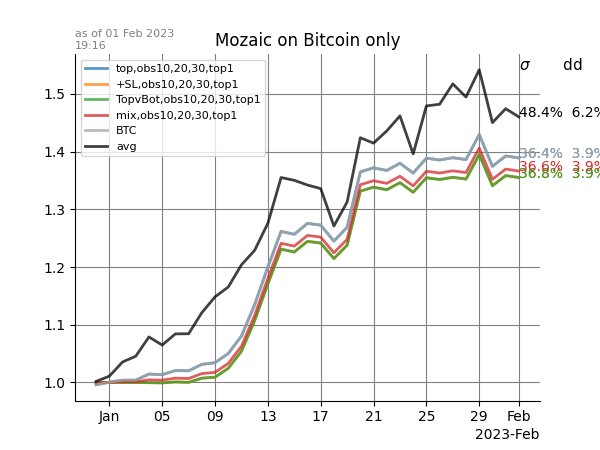 as of 01 Feb 2023
19:16
Mozaic on Bitcoin only
σ dd
top,obs10,20,30,top1
+SL,obs10,20,30,top1
TopvBot,obs10,20,30,top1
mix,obs10,20,30,top1
BTC
avg
1.5
1.4
1.3
1.2
1.1
1.0
48.4% 6.2%
36.4% 3.9%
36.6% 3.9%
36.8% 3.9%
Jan 05 09 13 17 21 25 29 Feb
2023-Feb